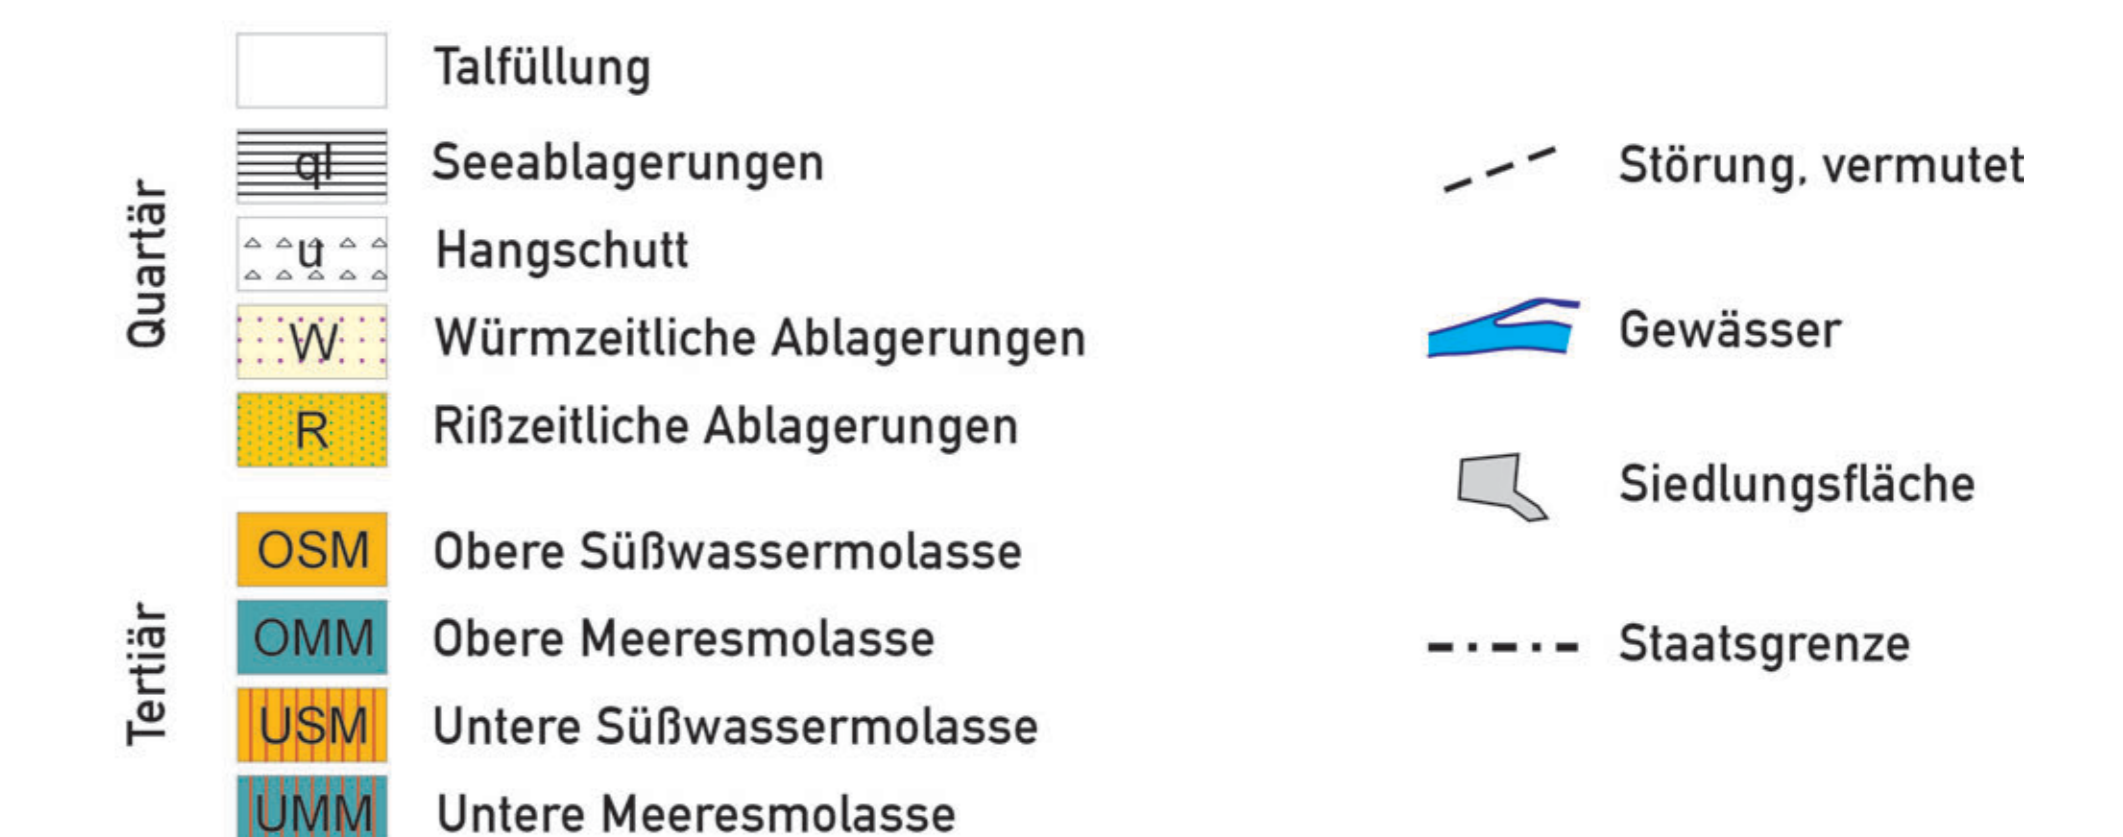 Quartär
Talfüllung
ql Seeablagerungen
u Hangschutt
W Würmzeitliche Ablagerungen
R Rißzeitliche Ablagerungen
Tertiär
OSM Obere Süßwassermolasse
OMM Obere Meeresmolasse
USM Untere Süßwassermolasse
UMM Untere Meeresmolasse
Störung, vermutet
Gewässer
Siedlungsfläche
Staatsgrenze